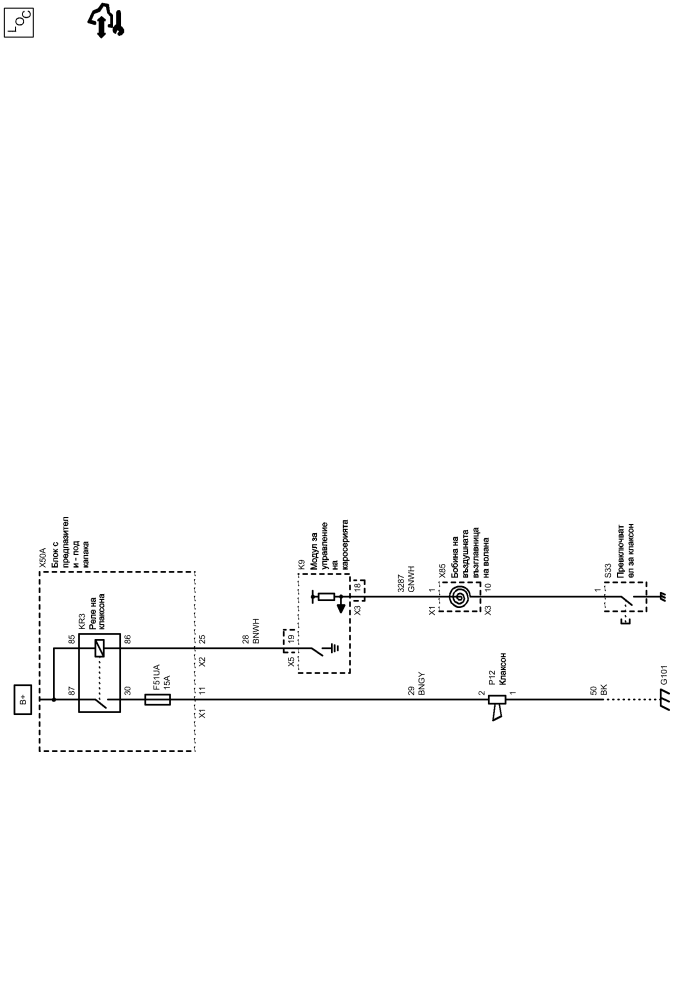 LOC
B+
X50A
Блок с
предпазител
и - под
капака
KR3
Реле на
клаксона
85
86
87
30
F51UA
15A
25
X2
11
X1
28
BNWH
19
X5
K9
Модул за
управление
на
каросерията
18
X3
3287
GNWH
29
BNGY
X85
Бобина на
въздушната
възглавница
на волана
1
X1
10
X3
P12
Клаксон
2
1
50
BK
S33
Превключват
ел за клаксон
1
G101